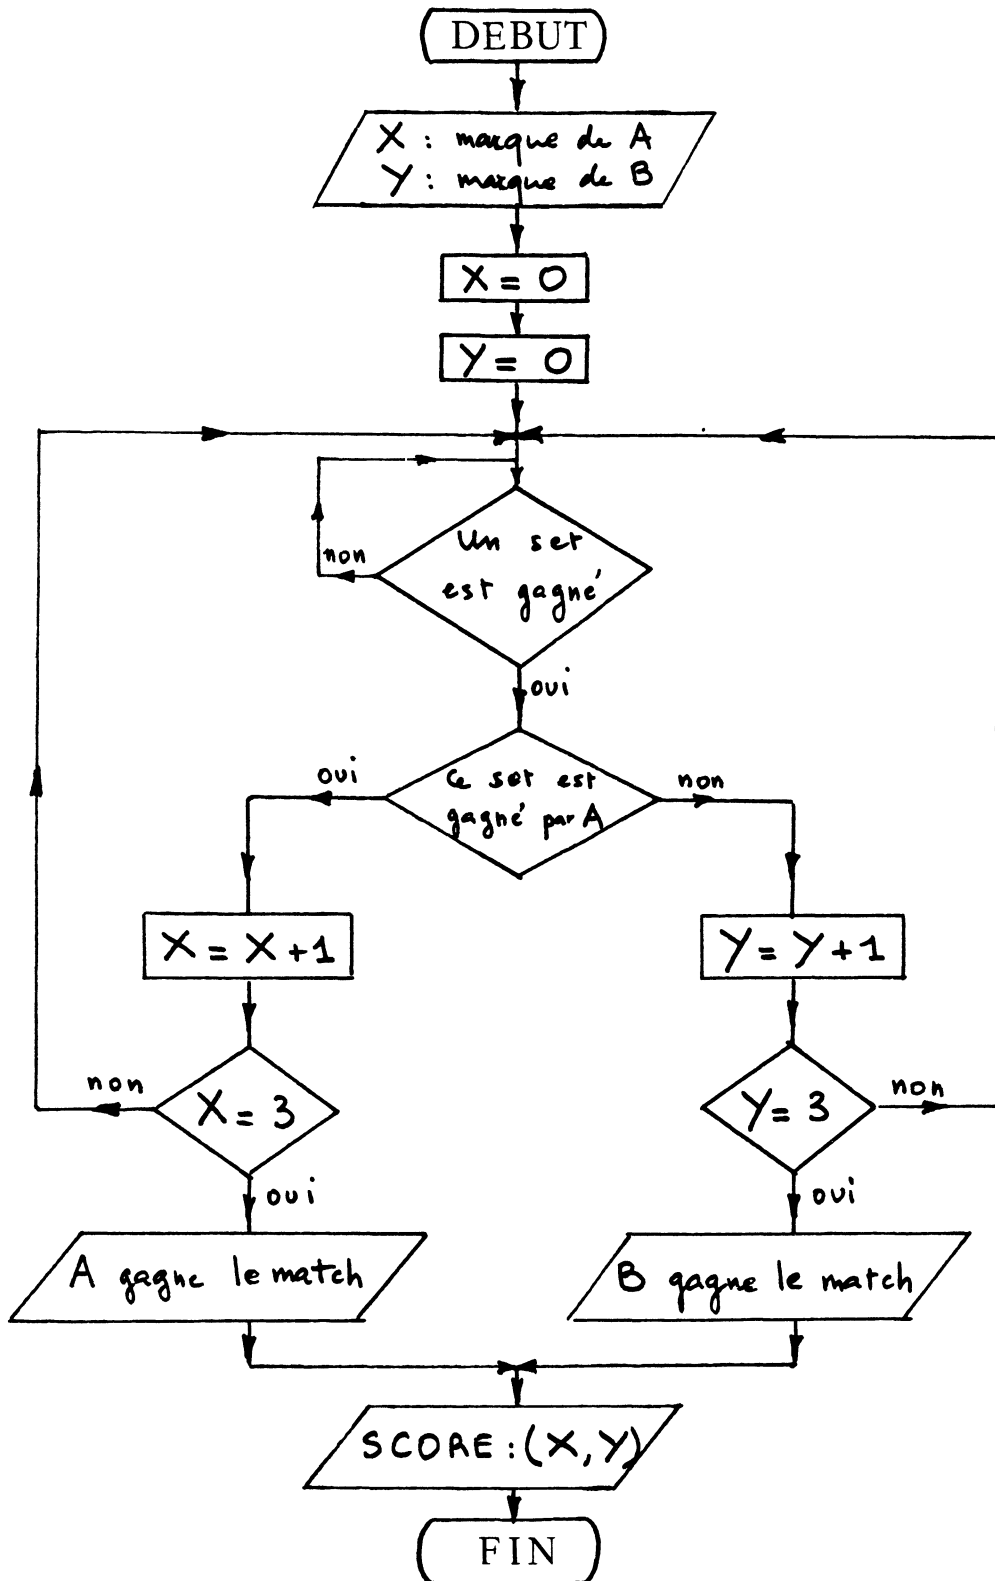 DEBUT
X : marque de A
Y : marque de B
X = 0
Y = 0
Un set
est gagné
non
oui
Ce set est
gagné par A
oui
non
X = X + 1
Y = Y + 1
X = 3
non
oui
Y = 3
non
oui
A gagne le match
B gagne le match
SCORE : (X, Y)
FIN